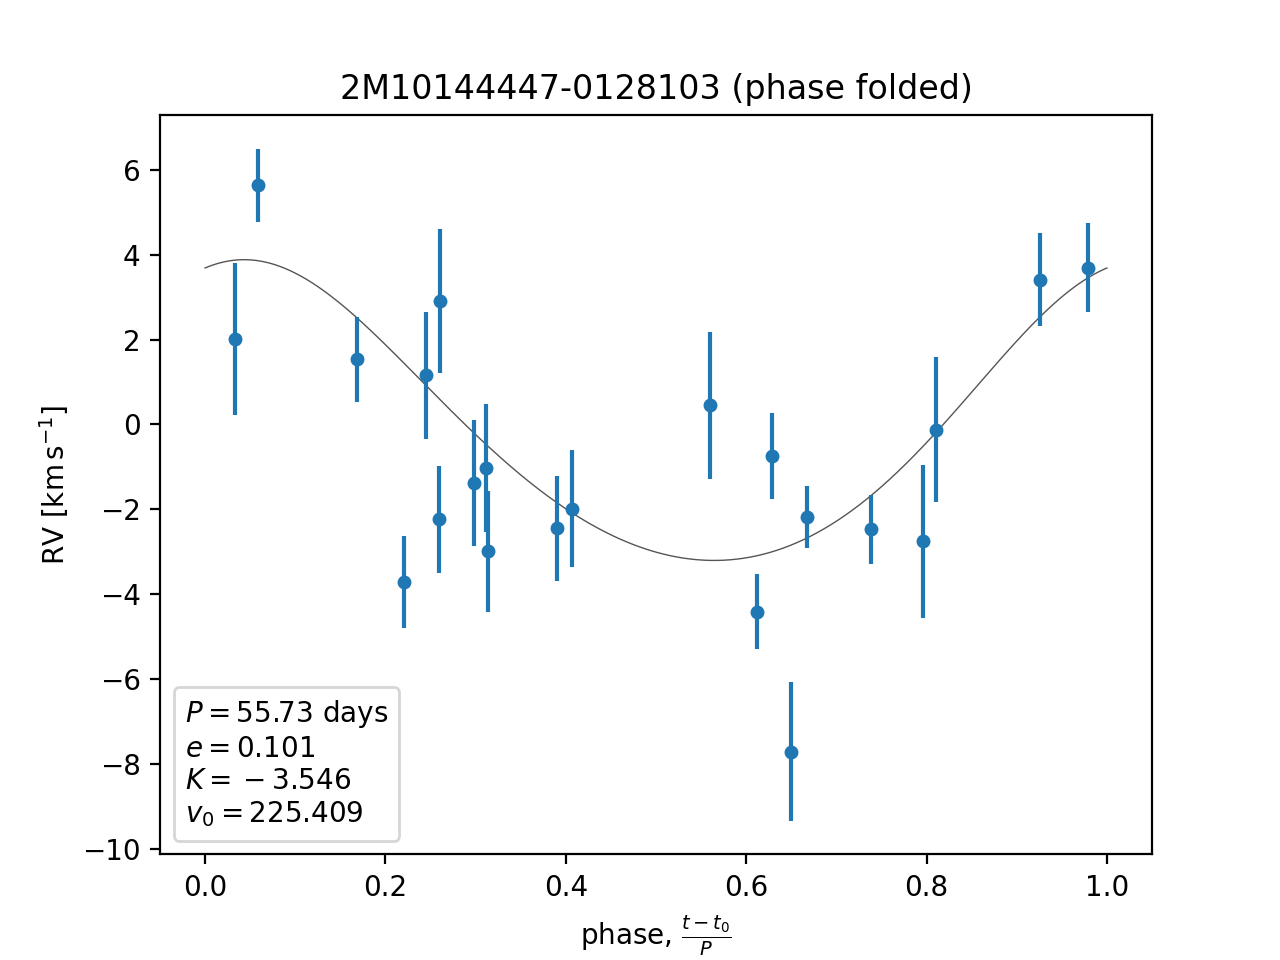 2M10144447-0128103 (phase folded)
6
4
2
0
−2
−4
−6
−8
−10
RV [km s⁻¹]
P = 55.73 days
e = 0.101
K = − 3.546
v₀ = 225.409
0.0 0.2 0.4 0.6 0.8 1.0
phase, (t − t₀)/P